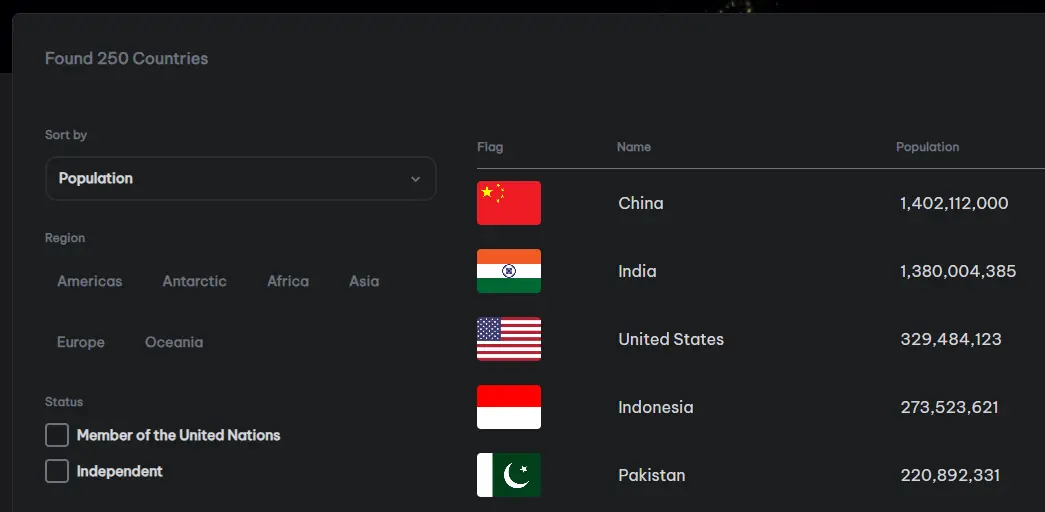 Found 250 Countries
Sort by
Population
Region
Americas Antarctic Africa Asia
Europe Oceania
Status
Member of the United Nations
Independent
Flag Name Population
China 1,402,112,000
India 1,380,004,385
United States 329,484,123
Indonesia 273,523,621
Pakistan 220,892,331